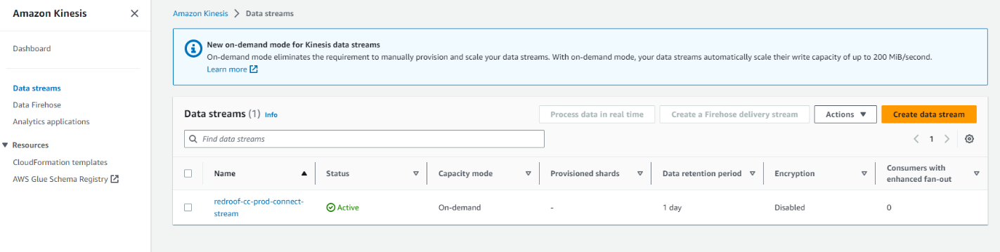 Amazon Kinesis
Dashboard
Data streams
Data Firehose
Analytics applications
Resources
CloudFormation templates
AWS Glue Schema Registry
Amazon Kinesis > Data streams
New on-demand mode for Kinesis data streams
On-demand mode eliminates the requirement to manually provision and scale your data streams. With on-demand mode, your data streams automatically scale their write capacity of up to 200 MiB/second.
Learn more
Data streams (1) Info
Process data in real time
Create a Firehose delivery stream
Actions
Create data stream
Find data streams
1
Name
Status
Capacity mode
Provisioned shards
Data retention period
Encryption
Consumers with
enhanced fan-out
redroof-cc-prod-connect-
stream
Active
On-demand
-
1 day
Disabled
0